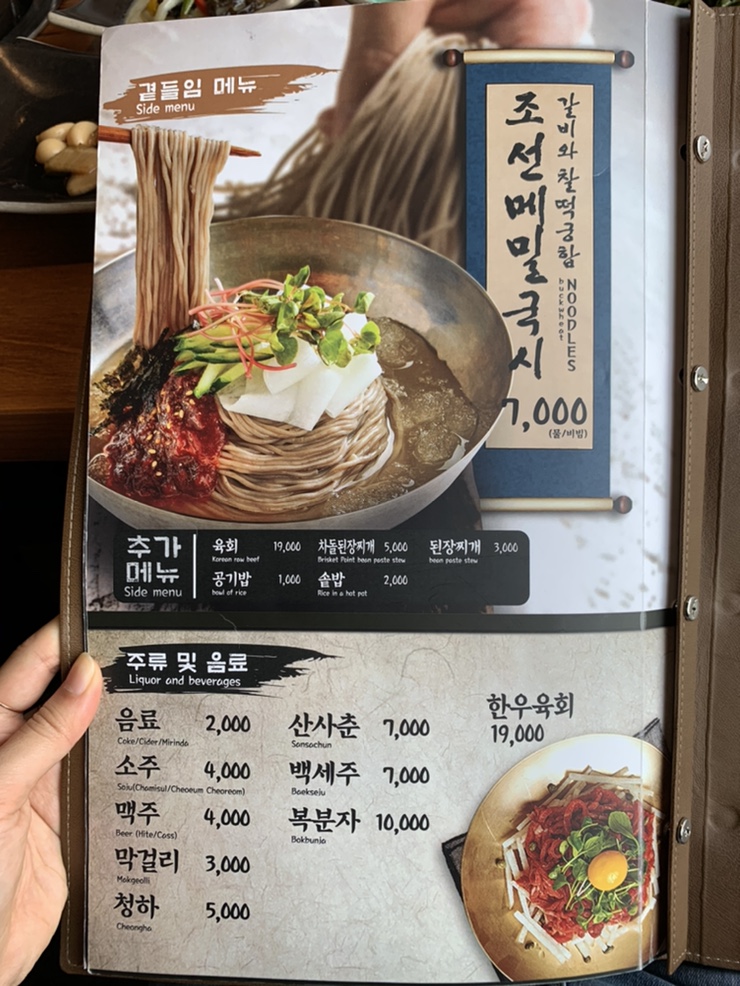 곁들임 메뉴
Side menu
갈비와 찰떡궁합
조선메밀국시
buckwheat
NOODLES
7,000
(물/비빔)
추가
메뉴
Side menu
육회 19,000 차돌된장찌개 5,000 된장찌개 3,000
Korean raw beef Brisket Point bean paste stew bean paste stew
공기밥 1,000 솥밥 2,000
bowl of rice Rice in a hot pot
주류 및 음료
Liquor and beverages
음료 2,000
Coke/Cider/Mirinda
소주 4,000
Soju(Chamisul/Cheoeum Cheoreom)
맥주 4,000
Beer (Hite/Cass)
막걸리 3,000
Makgeolli
청하 5,000
Cheongha
산사춘 7,000
Sansachun
백세주 7,000
Baekseju
복분자 10,000
Bokbunja
한우육회
19,000